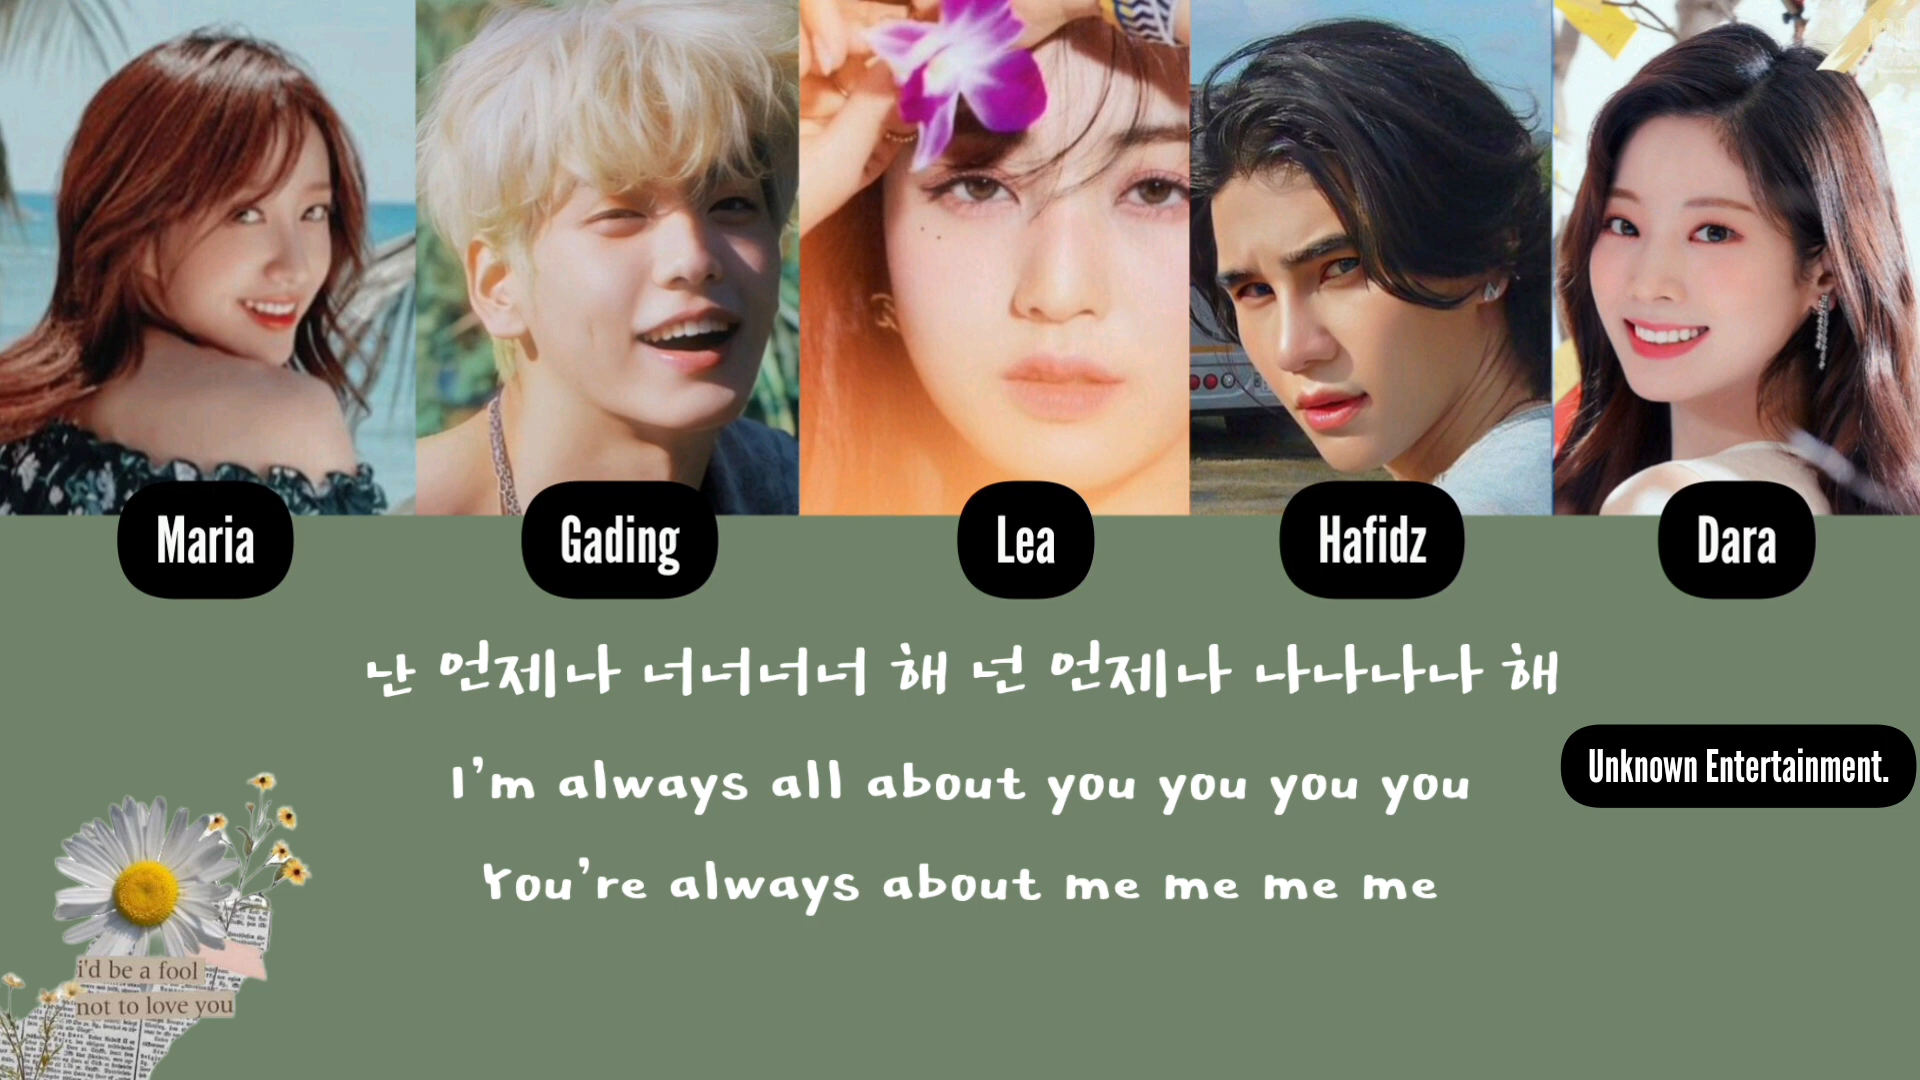 Maria
Gading
Lea
Hafidz
Dara
난 언제나 너너너너 해 넌 언제나 나나나나 해
I'm always all about you you you you
Unknown Entertainment.
You're always about me me me me
i'd be a fool
not to love you